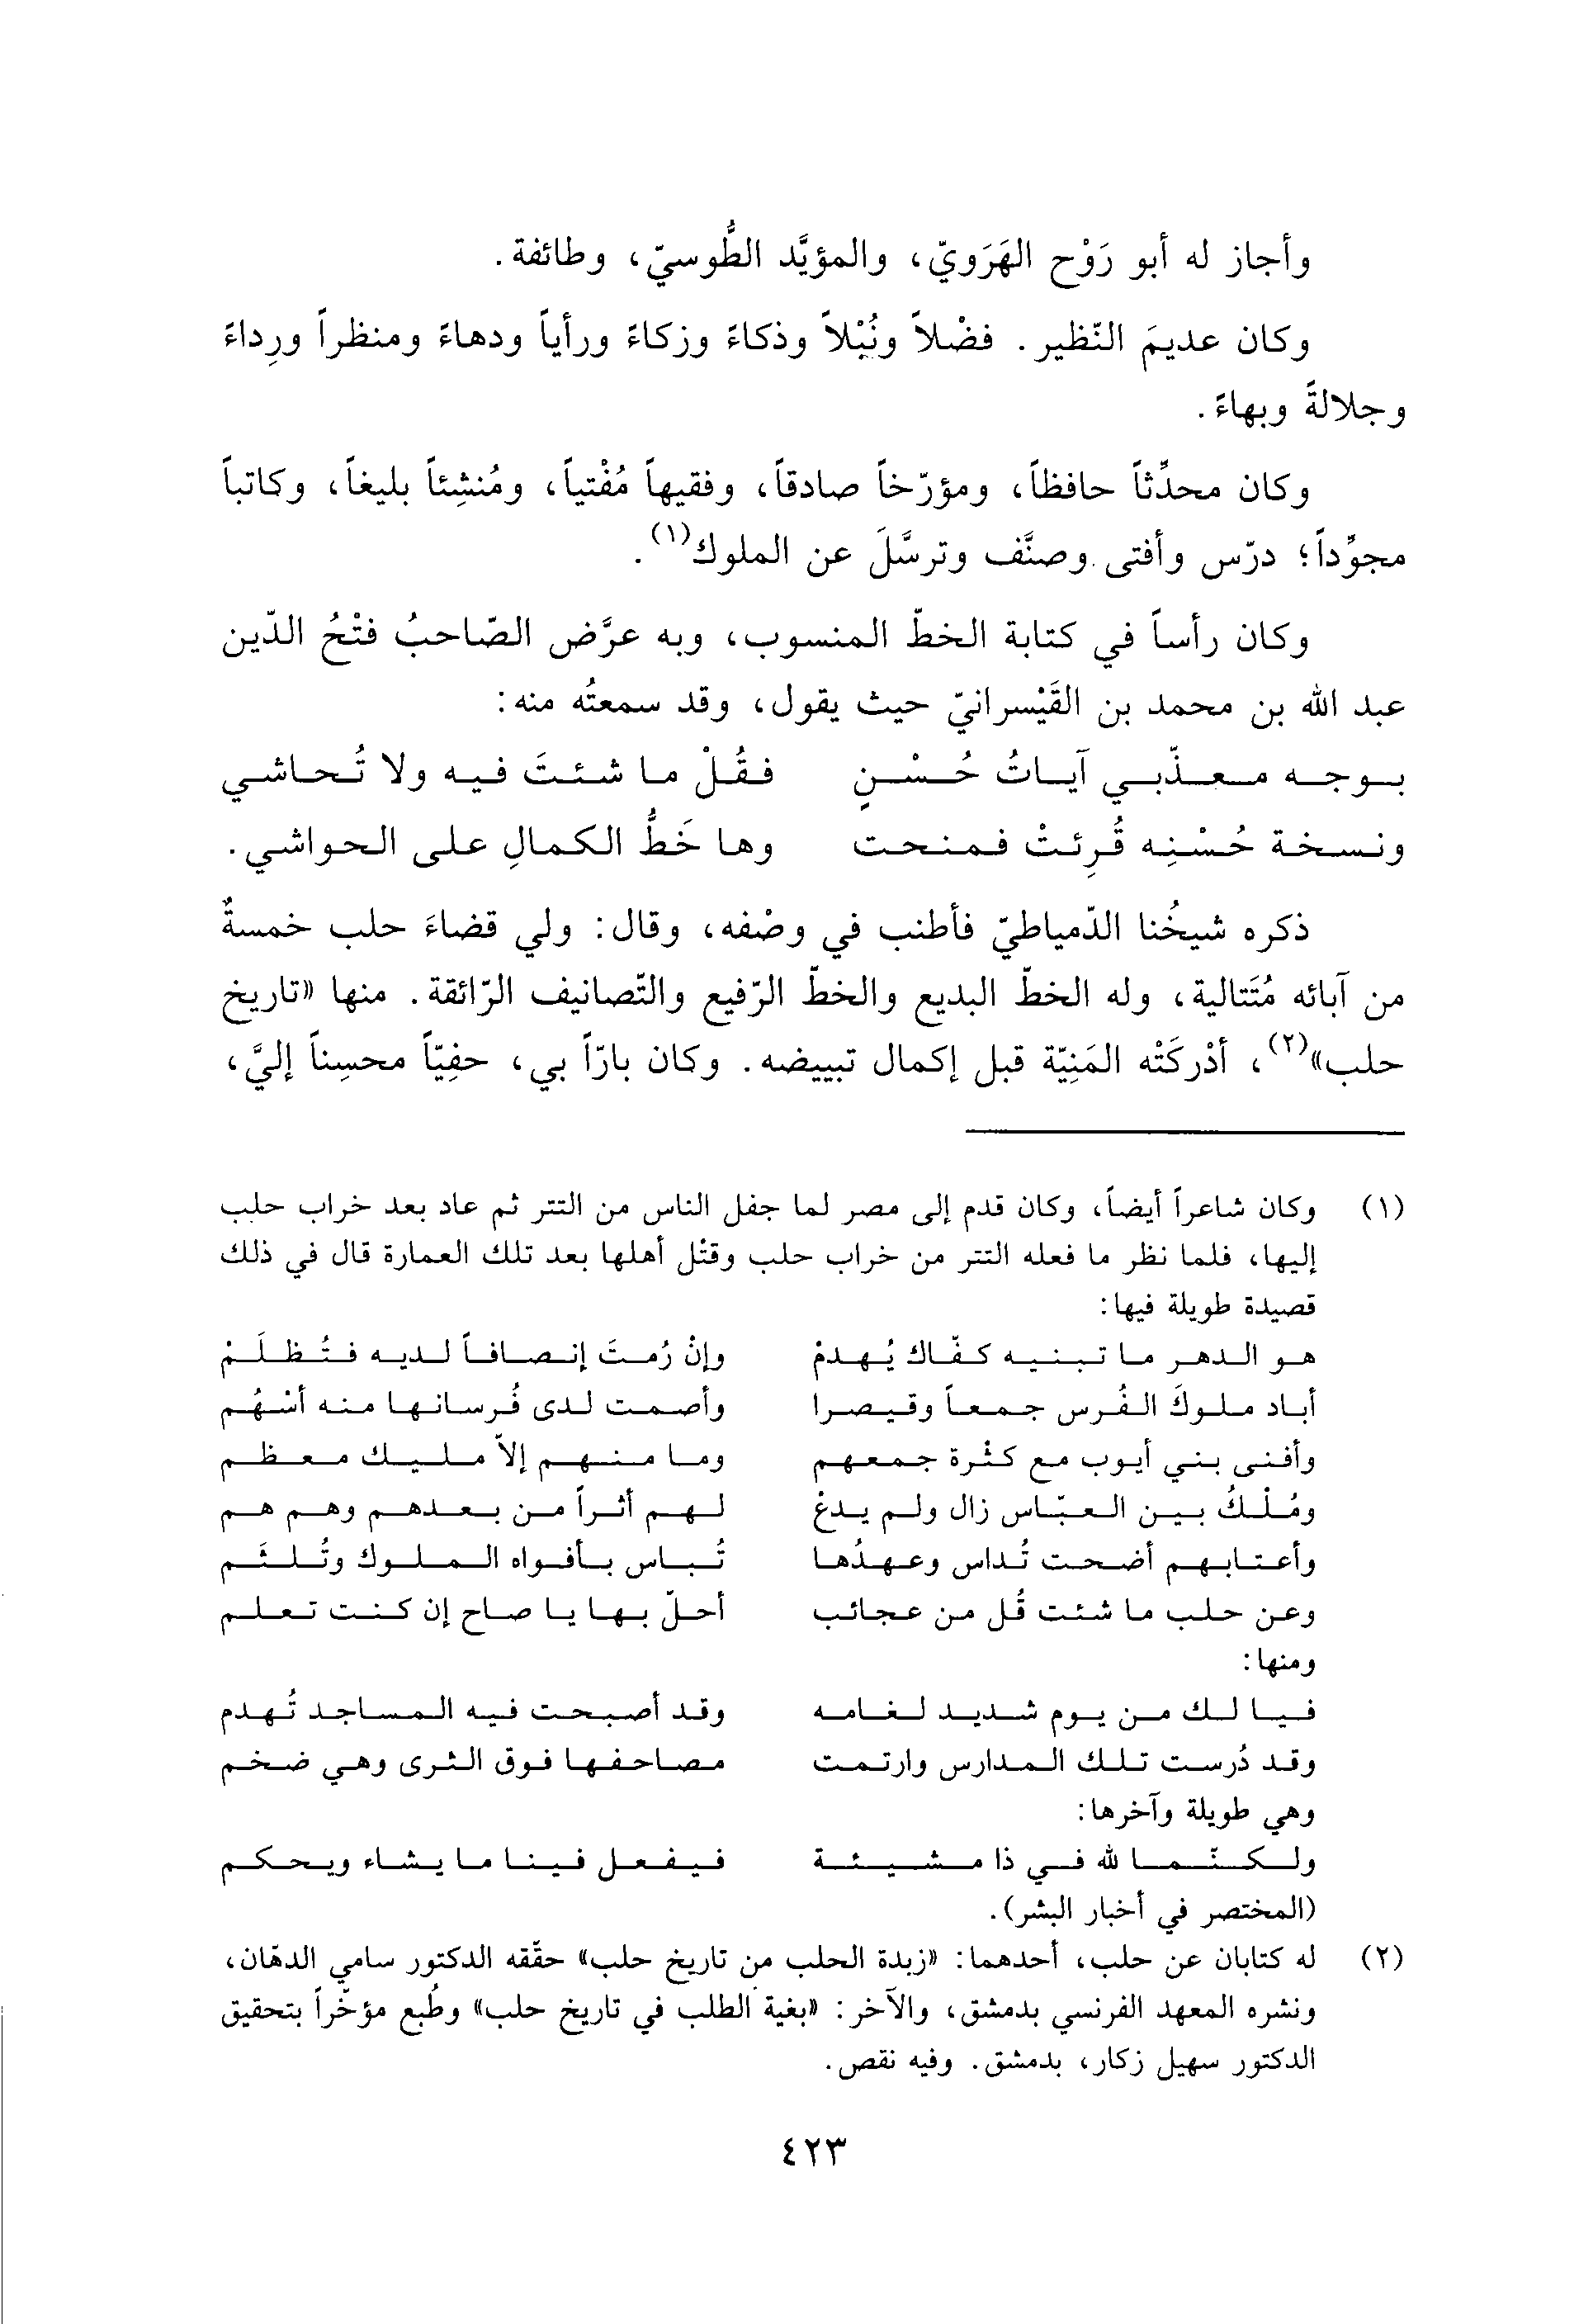 وأجاز له أبو رَوْح الهَرَويّ، والمؤيَّد الطُّوسيّ، وطائفة.
وكان عديمَ النّظير. فضْلاً ونُبْلاً وذكاءً وزكاءً ورأياً ودهاءً ومنظراً ورِداءً
وجلالةً وبهاءً.
وكان محدِّثاً حافظاً، ومؤرّخاً صادقاً، وفقيهاً مُفْتياً، ومُنشِئاً بليغاً، وكاتباً
مجوِّداً؛ درّس وأفتى وصنَّف وترسَّلَ عن الملوك(١).
وكان رأساً في كتابة الخطّ المنسوب، وبه عرَّض الصّاحبُ فتْحُ الدّين
عبد الله بن محمد بن القَيْسرانيّ حيث يقول، وقد سمعتُه منه:
بوجه معذّبي آياتُ حُسْنٍ فقُلْ ما شئتَ فيه ولا تُحاشي
ونسخة حُسْنِه قُرِئتْ فمنحت وها خَطُّ الكمالِ على الحواشي.
ذكره شيخُنا الدّمياطيّ فأطنب في وصْفه، وقال: ولي قضاءَ حلب خمسةٌ
من آبائه مُتَتالية، وله الخطّ البديع والخطّ الرّفيع والتّصانيف الرّائقة. منها «تاريخ
حلب»(٢)، أدْركَتْه المَنِيّة قبل إكمال تبييضه. وكان بارّاً بي، حفِيّاً محسِناً إليَّ،
(١) وكان شاعراً أيضاً، وكان قدم إلى مصر لما جفل الناس من التتر ثم عاد بعد خراب حلب
إليها، فلما نظر ما فعله التتر من خراب حلب وقتْل أهلها بعد تلك العمارة قال في ذلك
قصيدة طويلة فيها:
هو الدهر ما تبنيه كفّاك يُهدمْ وإنْ رُمتَ إنصافاً لديه فتُظلَمْ
أباد ملوكَ الفُرس جمعاً وقيصرا وأصمت لدى فُرسانها منه أسْهُم
وأفنى بني أيوب مع كثْرة جمعهم وما منهم إلاّ مليك معظم
ومُلْكُ بين العبّاس زال ولم يدعْ لهم أثراً من بعدهم وهم هم
وأعتابهم أضحت تُداس وعهدُها تُباس بأفواه الملوك وتُلثَم
وعن حلب ما شئت قُل من عجائب أحلّ بها يا صاح إن كنت تعلم
ومنها:
فيا لك من يوم شديد لغامه وقد أصبحت فيه المساجد تُهدم
وقد دُرست تلك المدارس وارتمت مصاحفها فوق الثرى وهي ضخم
وهي طويلة وآخرها:
ولكنّما لله في ذا مشيئة فيفعل فينا ما يشاء ويحكم
(المختصر في أخبار البشر).
(٢) له كتابان عن حلب، أحدهما: «زبدة الحلب من تاريخ حلب» حقّقه الدكتور سامي الدهّان،
ونشره المعهد الفرنسي بدمشق، والآخر: «بغية الطلب في تاريخ حلب» وطُبع مؤخّراً بتحقيق
الدكتور سهيل زكار، بدمشق. وفيه نقص.
٤٢٣